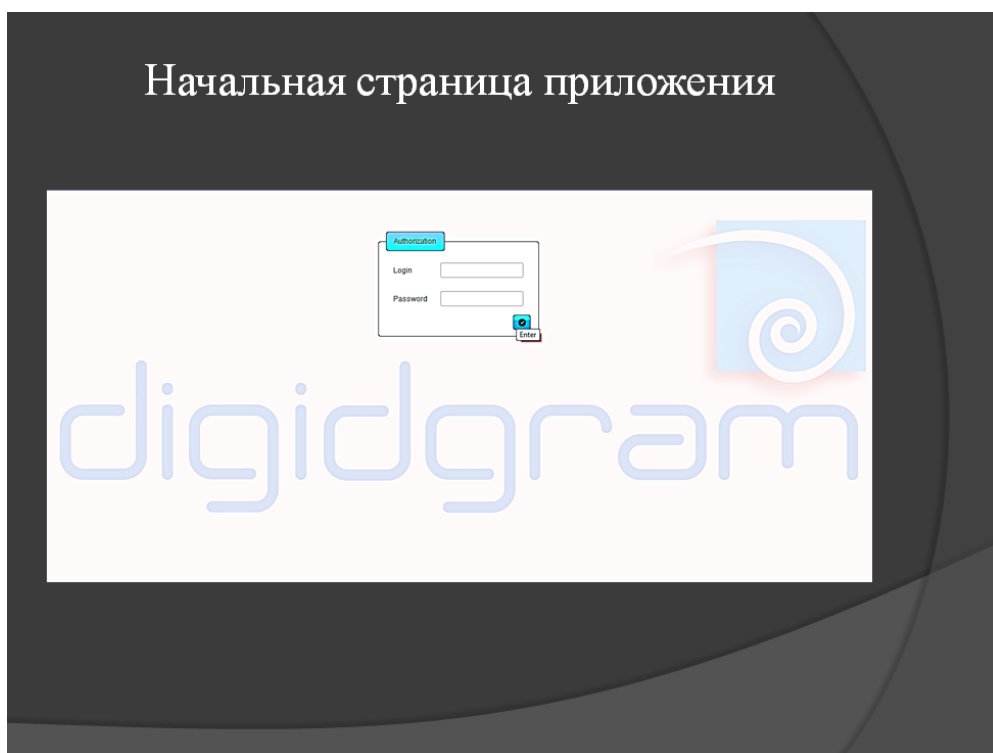 Начальная страница приложения
Authorization
Login
Password
Enter
digidgram